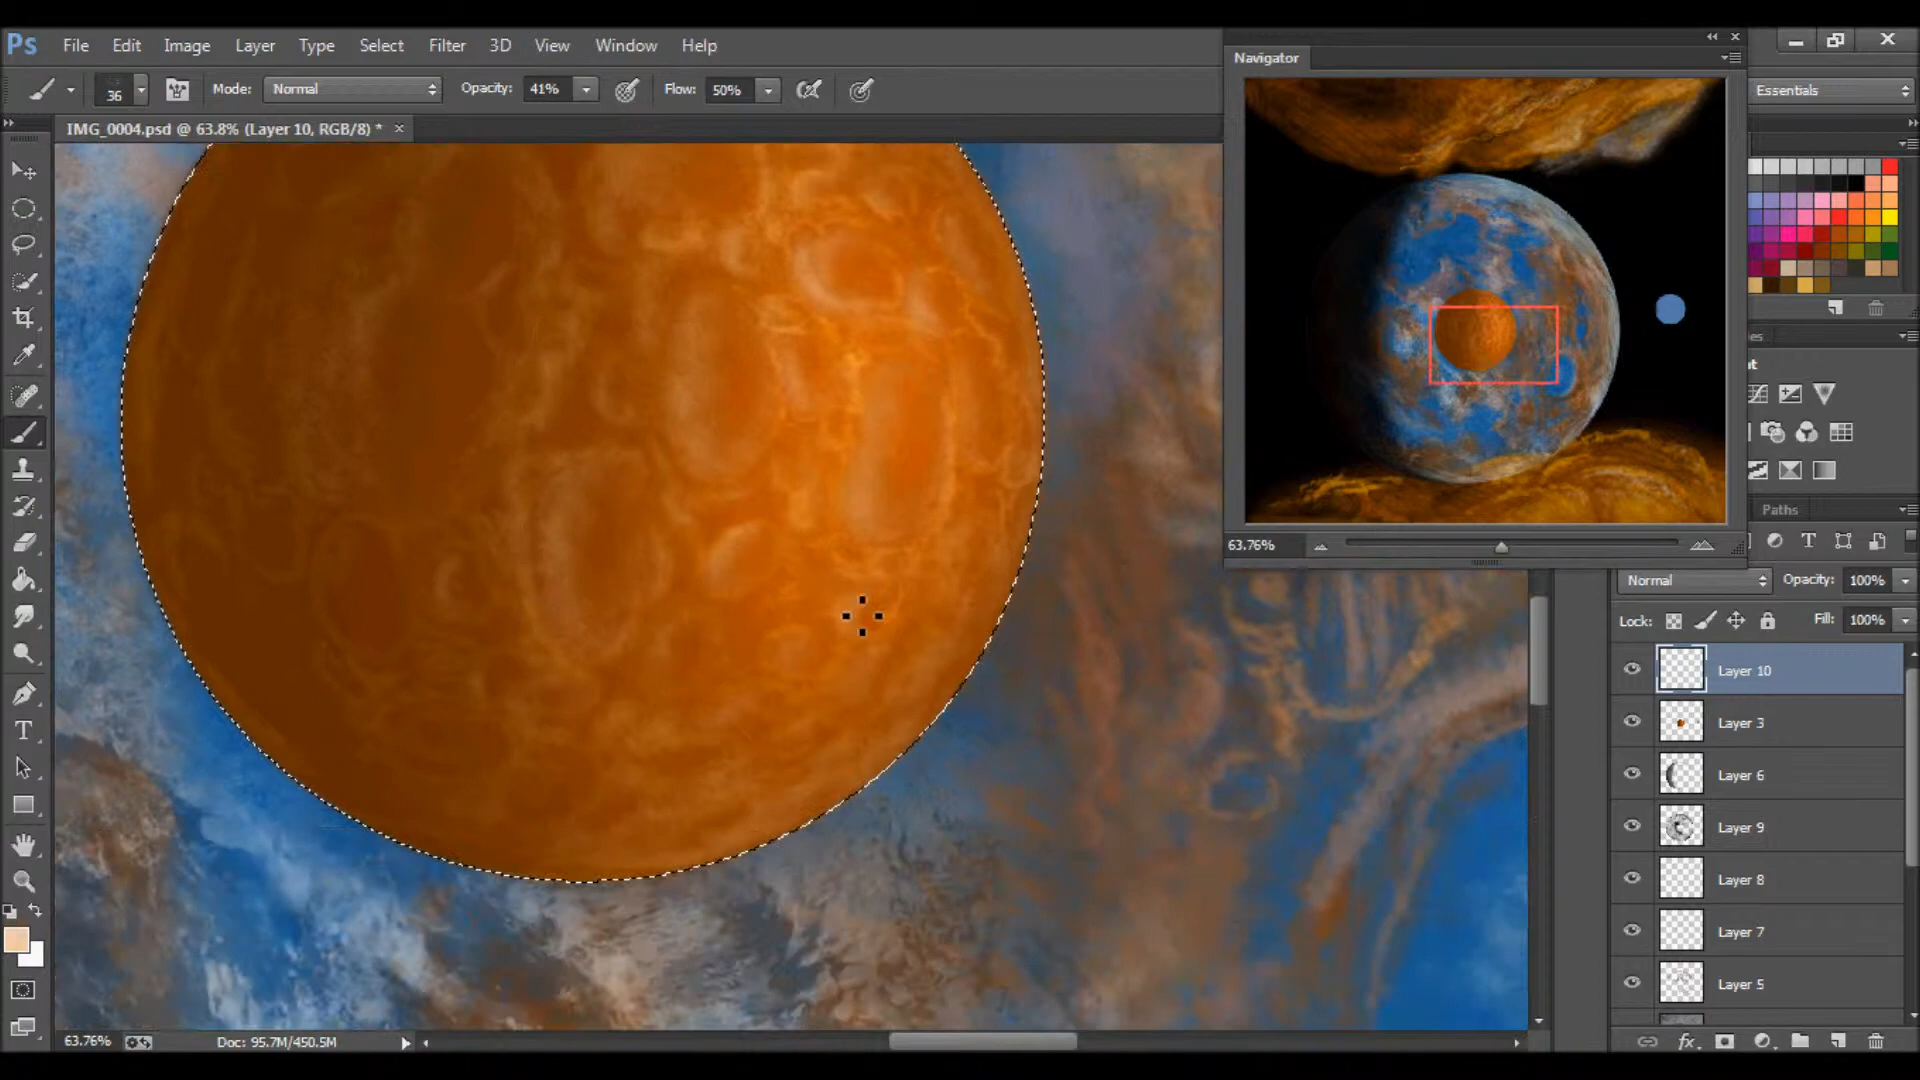 Ps File Edit Image Layer Type Select Filter 3D View Window Help
36 Mode: Normal Opacity: 41% Flow: 50%
IMG_0004.psd @ 63.8% (Layer 10, RGB/8) * ×
Navigator
63.76%
Essentials
es
nt
Paths
Normal Opacity: 100%
Lock: Fill: 100%
Layer 10
Layer 3
Layer 6
Layer 9
Layer 8
Layer 7
Layer 5
fx
63.76% Doc: 95.7M/450.5M